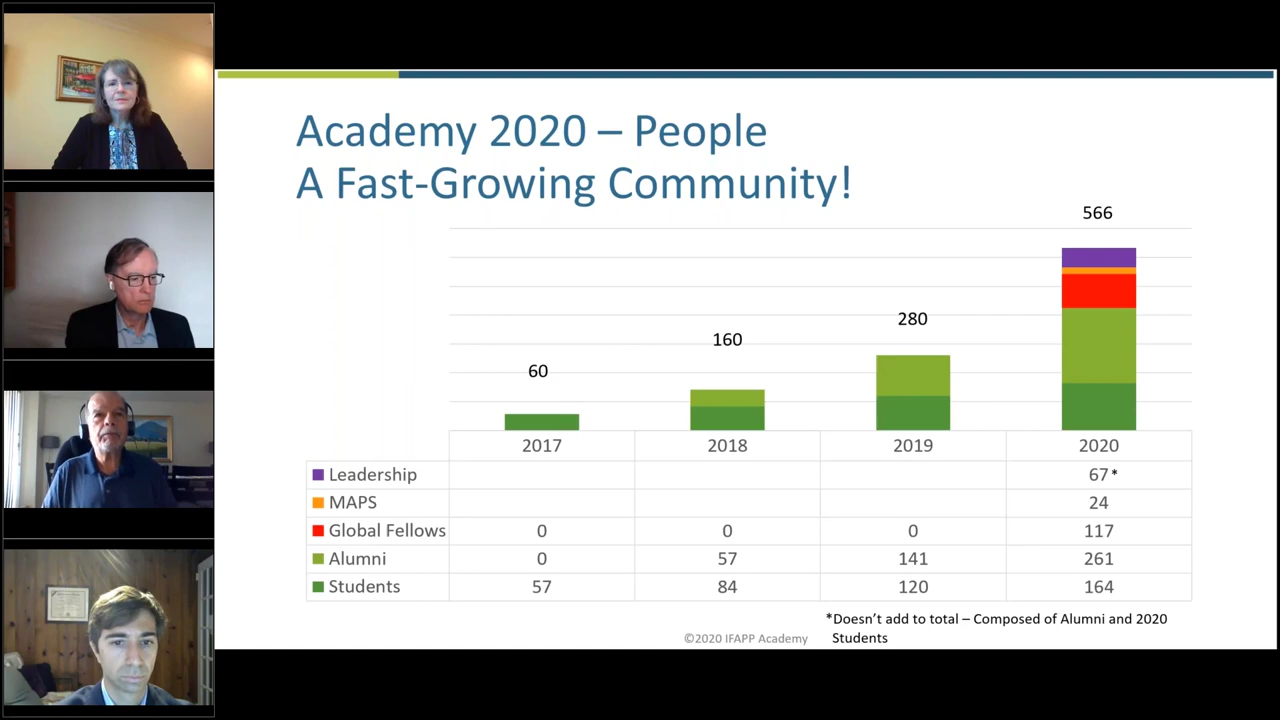 Academy 2020 – People
A Fast-Growing Community!
60
160
280
566
2017 2018 2019 2020
Leadership 67*
MAPS 24
Global Fellows 0 0 0 117
Alumni 0 57 141 261
Students 57 84 120 164
*Doesn't add to total – Composed of Alumni and 2020
Students
©2020 IFAPP Academy